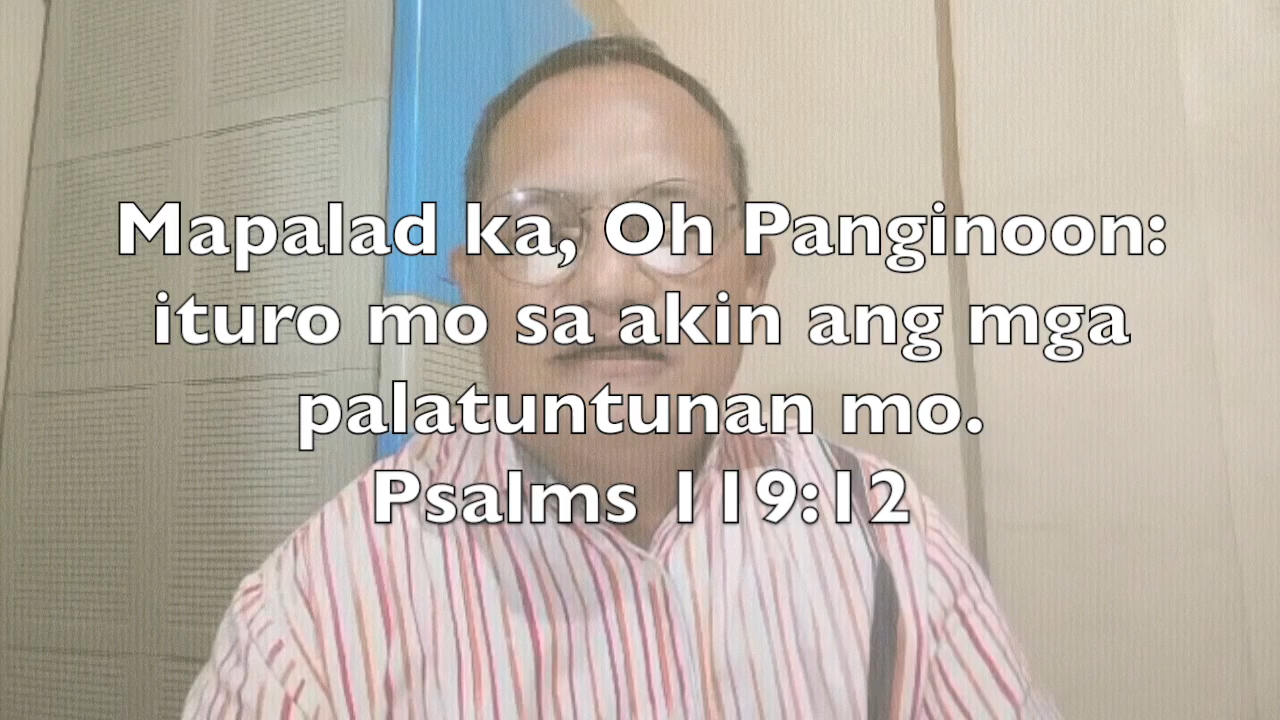 Mapalad ka, Oh Panginoon:
ituro mo sa akin ang mga
palatuntunan mo.
Psalms 119:12